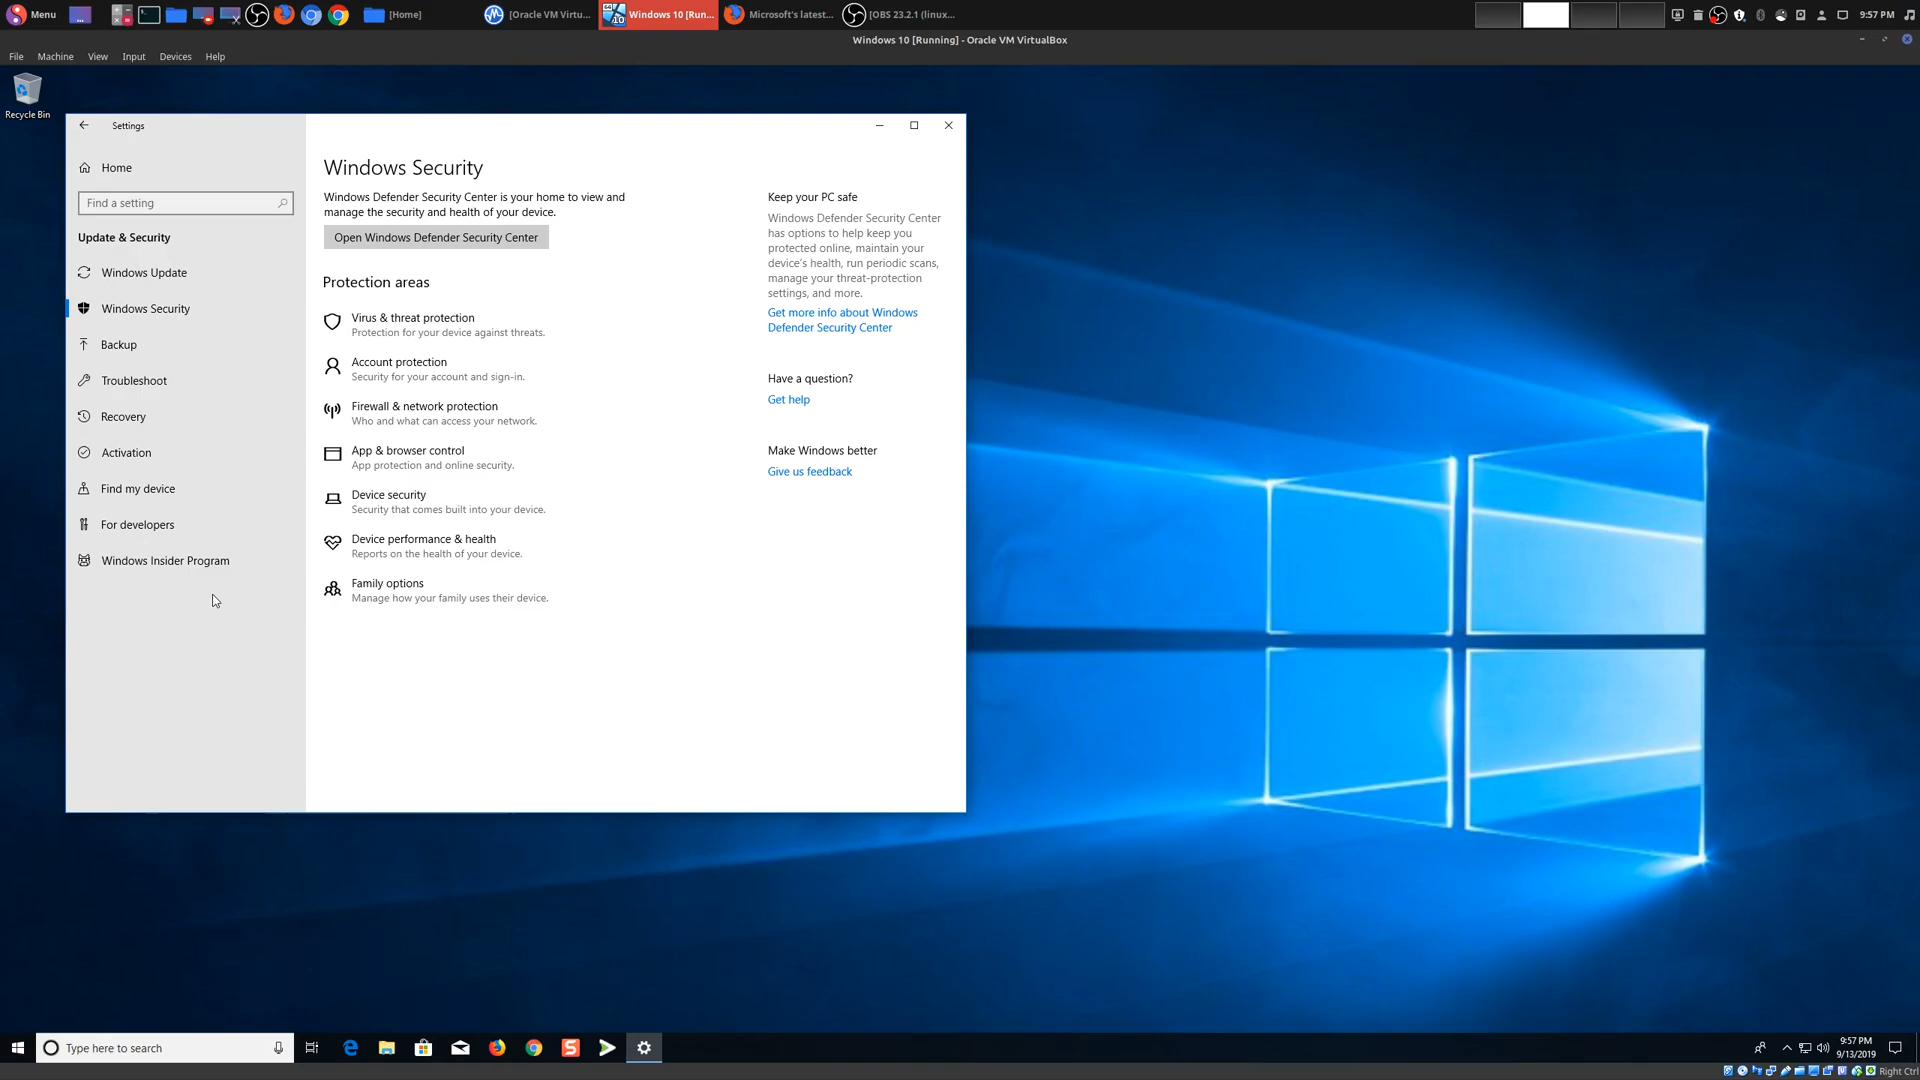 Menu
[Home]
[Oracle VM Virtu...
Windows 10 [Run...
Microsoft's latest...
[OBS 23.2.1 (linux...
9:57 PM
Windows 10 [Running] - Oracle VM VirtualBox
File Machine View Input Devices Help
Recycle Bin
Settings
Home
Find a setting
Update & Security
Windows Update
Windows Security
Backup
Troubleshoot
Recovery
Activation
Find my device
For developers
Windows Insider Program
Windows Security
Windows Defender Security Center is your home to view and
manage the security and health of your device.
Open Windows Defender Security Center
Protection areas
Virus & threat protection
Protection for your device against threats.
Account protection
Security for your account and sign-in.
Firewall & network protection
Who and what can access your network.
App & browser control
App protection and online security.
Device security
Security that comes built into your device.
Device performance & health
Reports on the health of your device.
Family options
Manage how your family uses their device.
Keep your PC safe
Windows Defender Security Center
has options to help keep you
protected online, maintain your
device's health, run periodic scans,
manage your threat-protection
settings, and more.
Get more info about Windows
Defender Security Center
Have a question?
Get help
Make Windows better
Give us feedback
Type here to search
9:57 PM
9/13/2019
Right Ctrl